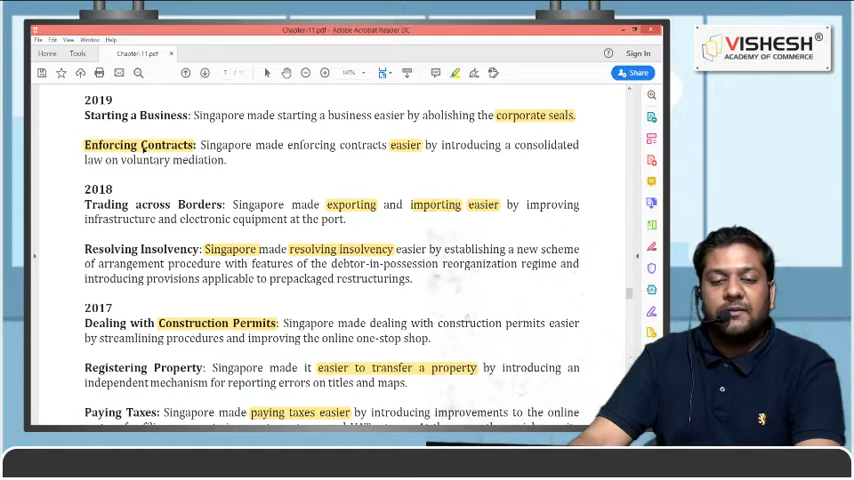 Chapter-11.pdf - Adobe Acrobat Reader DC
File Edit View Window Help
Home Tools Chapter-11.pdf × Sign In
147% Share
VISHESH®
ACADEMY OF COMMERCE
2019
Starting a Business: Singapore made starting a business easier by abolishing the corporate seals.
Enforcing Contracts: Singapore made enforcing contracts easier by introducing a consolidated
law on voluntary mediation.
2018
Trading across Borders: Singapore made exporting and importing easier by improving
infrastructure and electronic equipment at the port.
Resolving Insolvency: Singapore made resolving insolvency easier by establishing a new scheme
of arrangement procedure with features of the debtor-in-possession reorganization regime and
introducing provisions applicable to prepackaged restructurings.
2017
Dealing with Construction Permits: Singapore made dealing with construction permits easier
by streamlining procedures and improving the online one-stop shop.
Registering Property: Singapore made it easier to transfer a property by introducing an
independent mechanism for reporting errors on titles and maps.
Paying Taxes: Singapore made paying taxes easier by introducing improvements to the online